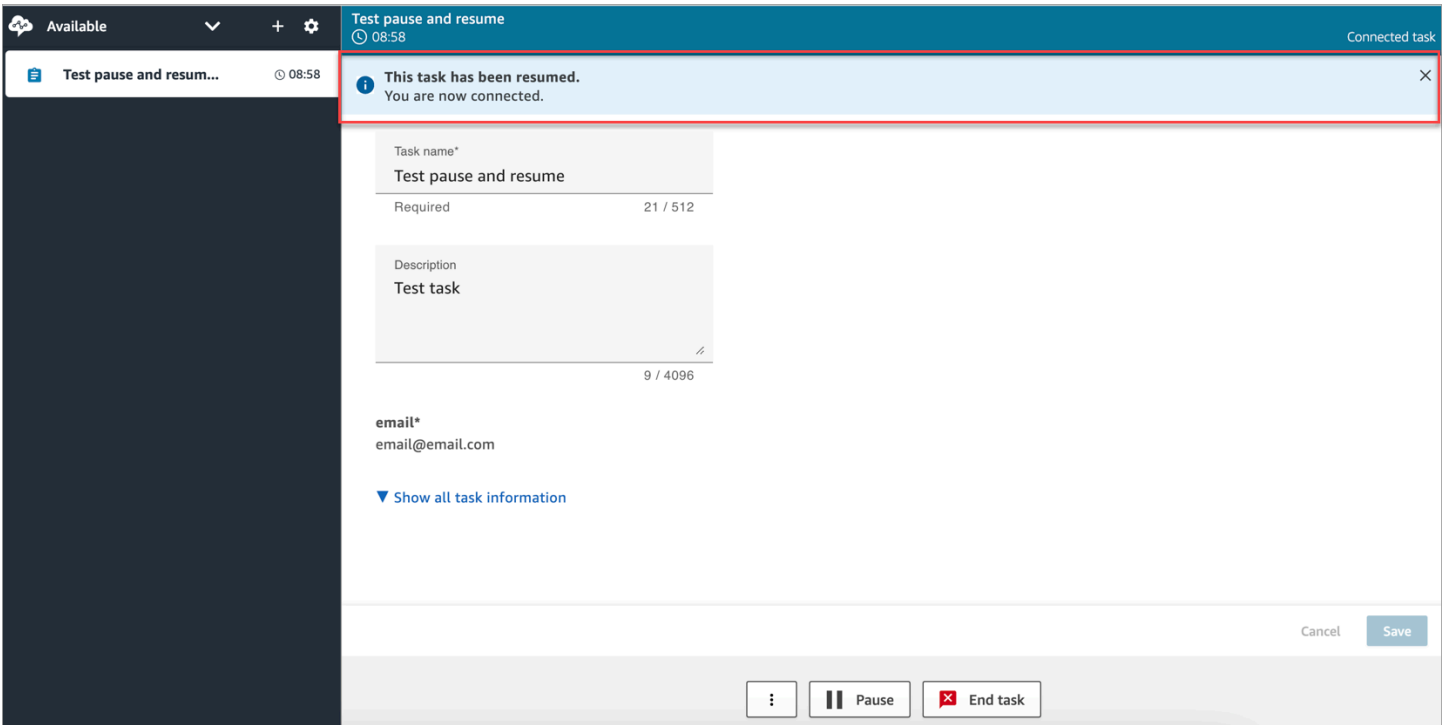 Available
Test pause and resum...
08:58
Test pause and resume
08:58
Connected task
This task has been resumed.
You are now connected.
Task name*
Test pause and resume
Required 21 / 512
Description
Test task
9 / 4096
email*
email@email.com
Show all task information
Cancel Save
Pause End task